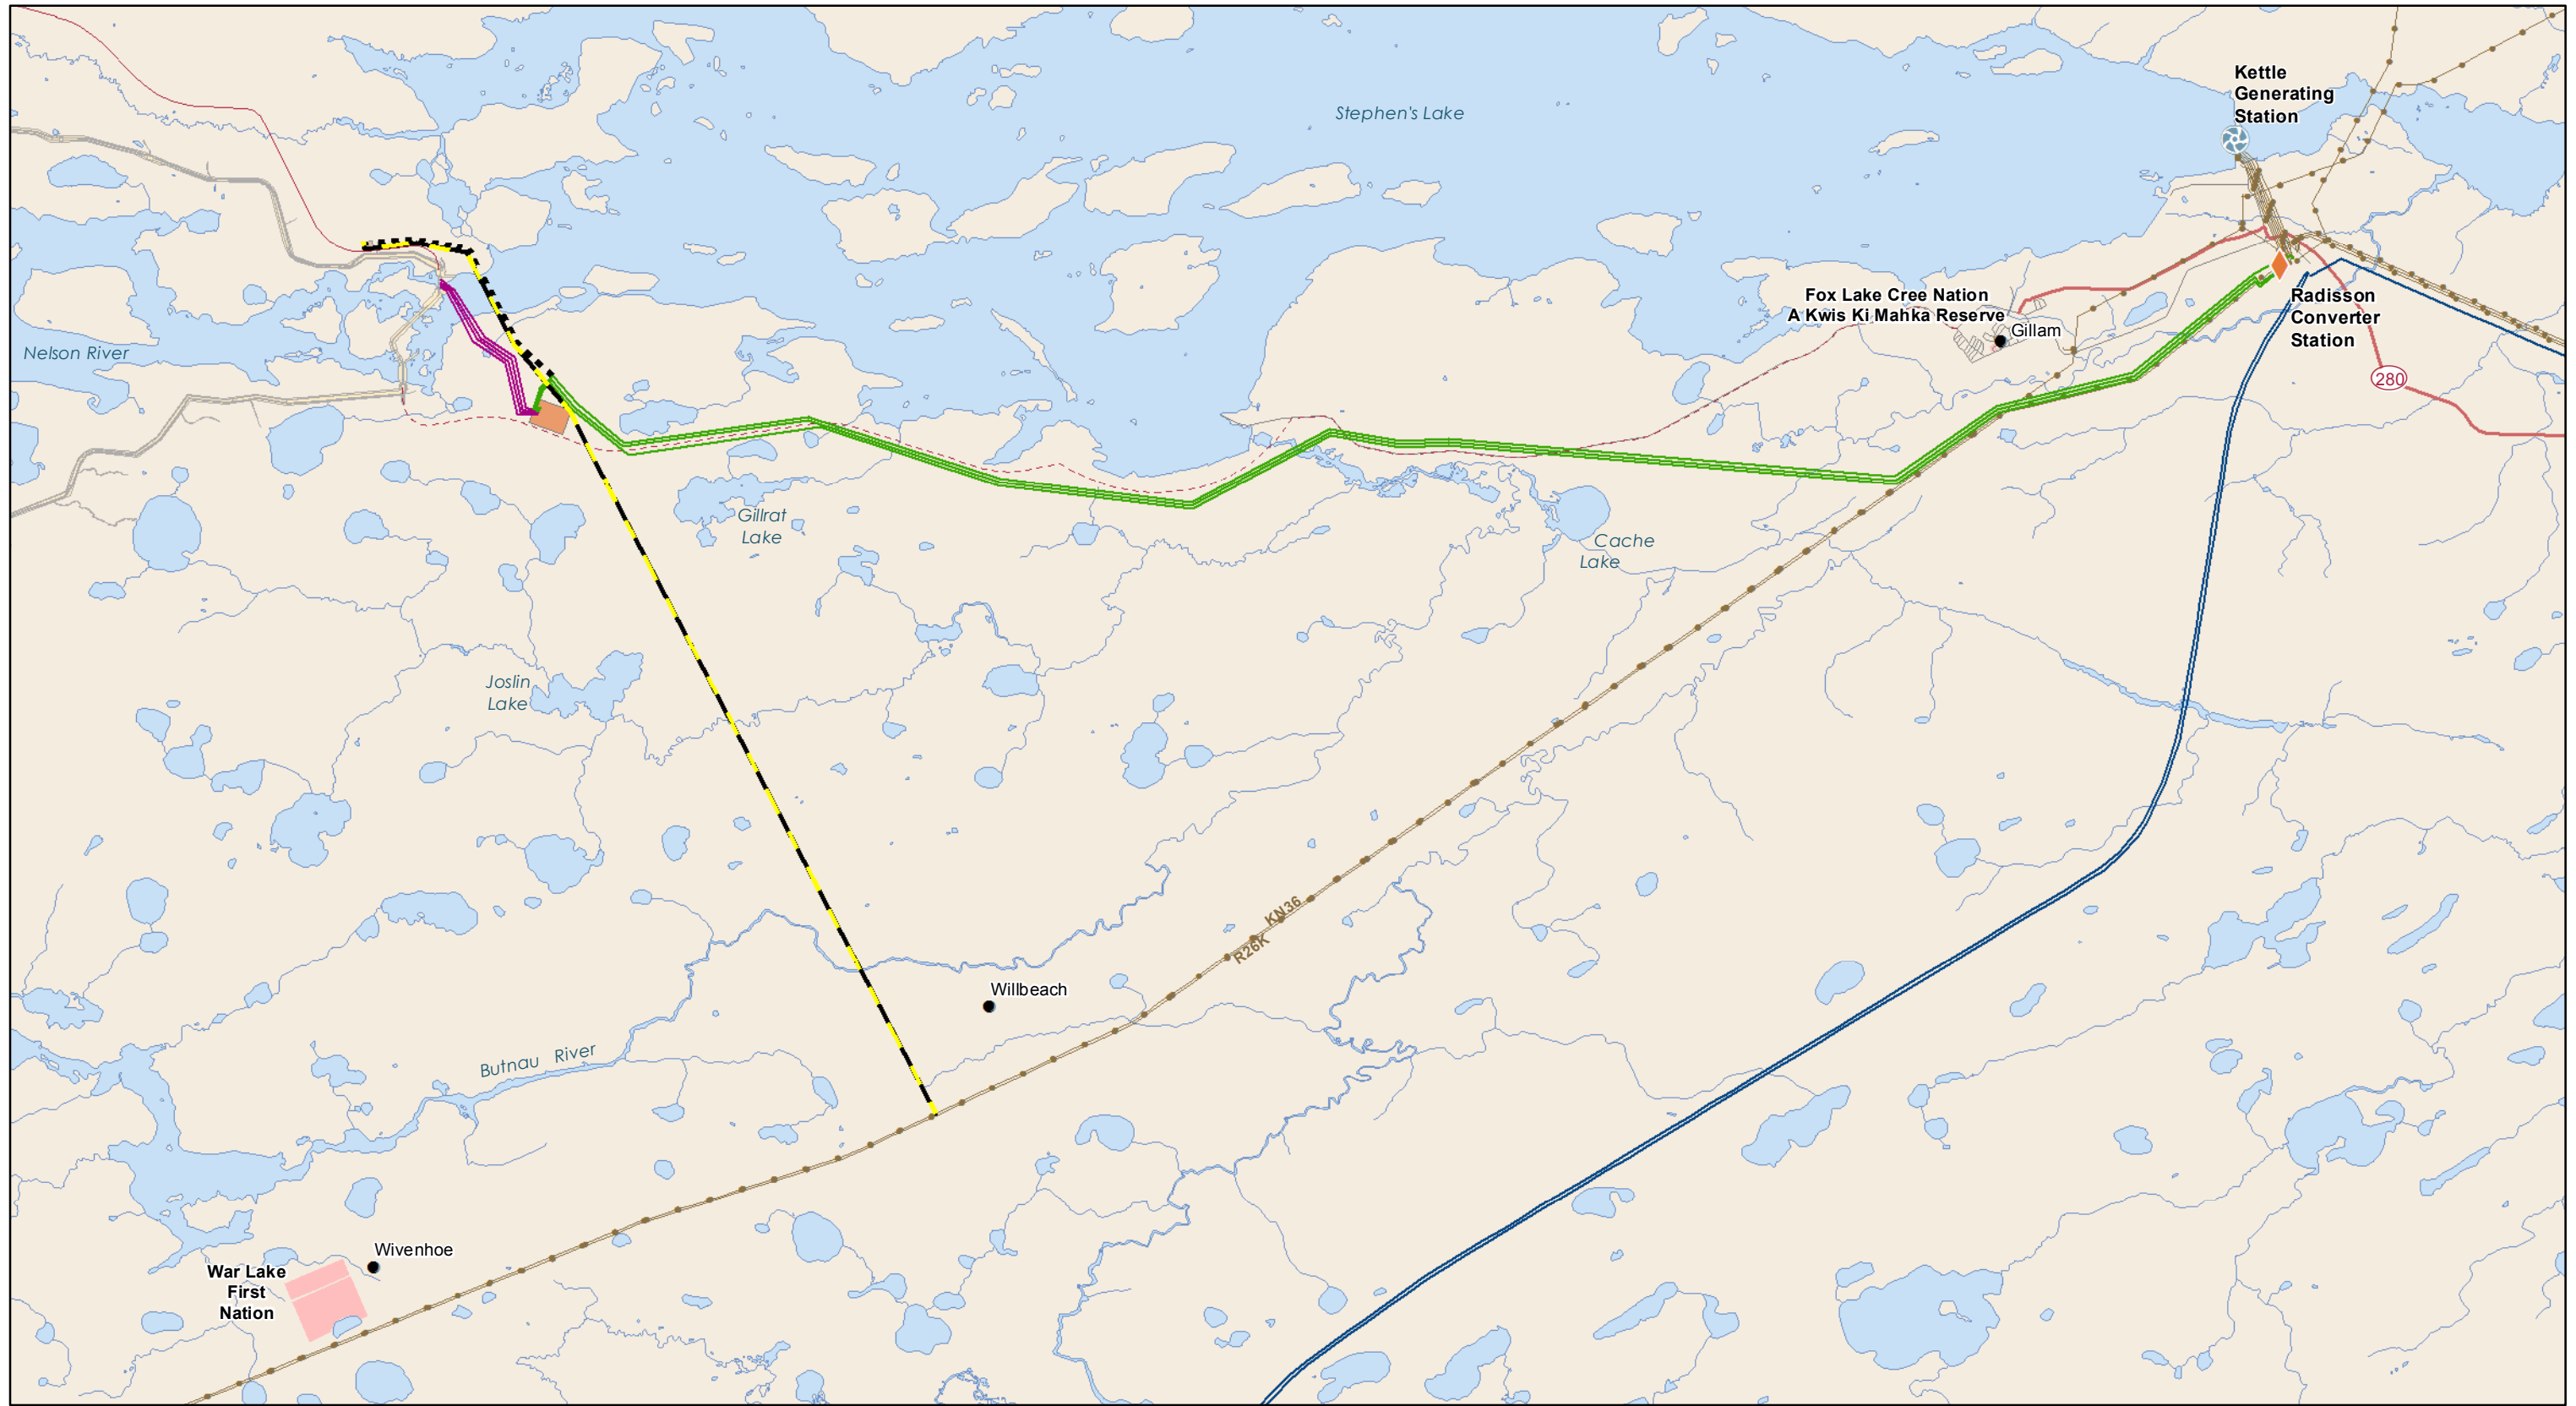 Kettle
Generating
Station
Stephen's Lake
Fox Lake Cree Nation
A Kwis Ki Mahka Reserve
Gillam
Radisson
Converter
Station
Nelson River
280
Gillrat
Lake
Cache
Lake
Joslin
Lake
KN36
R26K
Willbeach
Butnau River
Wivenhoe
War Lake
First
Nation